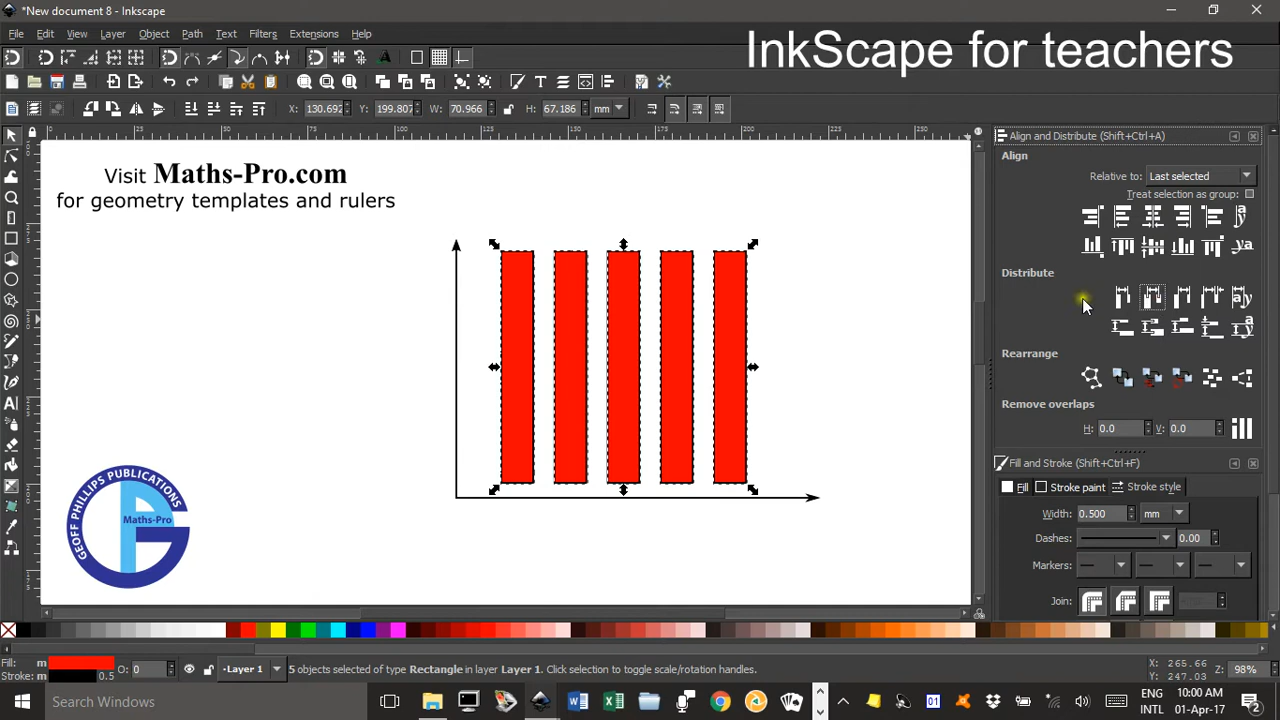 *New document 8 - Inkscape
File Edit View Layer Object Path Text Filters Extensions Help
InkScape for teachers
X: 130.692 Y: 199.807 W: 70.966 H: 67.186 mm
Visit Maths-Pro.com
for geometry templates and rulers
GEOFF PHILLIPS PUBLICATIONS
Maths-Pro
Align and Distribute (Shift+Ctrl+A)
Align
Relative to: Last selected
Treat selection as group:
Distribute
Rearrange
Remove overlaps
H: 0.0 V: 0.0
Fill and Stroke (Shift+Ctrl+F)
Fill Stroke paint Stroke style
Width: 0.500 mm
Dashes: 0.00
Markers:
Join:
Fill: m
Stroke: m 0.5
O: 0
Layer 1
5 objects selected of type Rectangle in layer Layer 1. Click selection to toggle scale/rotation handles.
X: 265.66
Y: 247.03
Z: 98%
Search Windows
ENG
INTL
10:00 AM
01-Apr-17